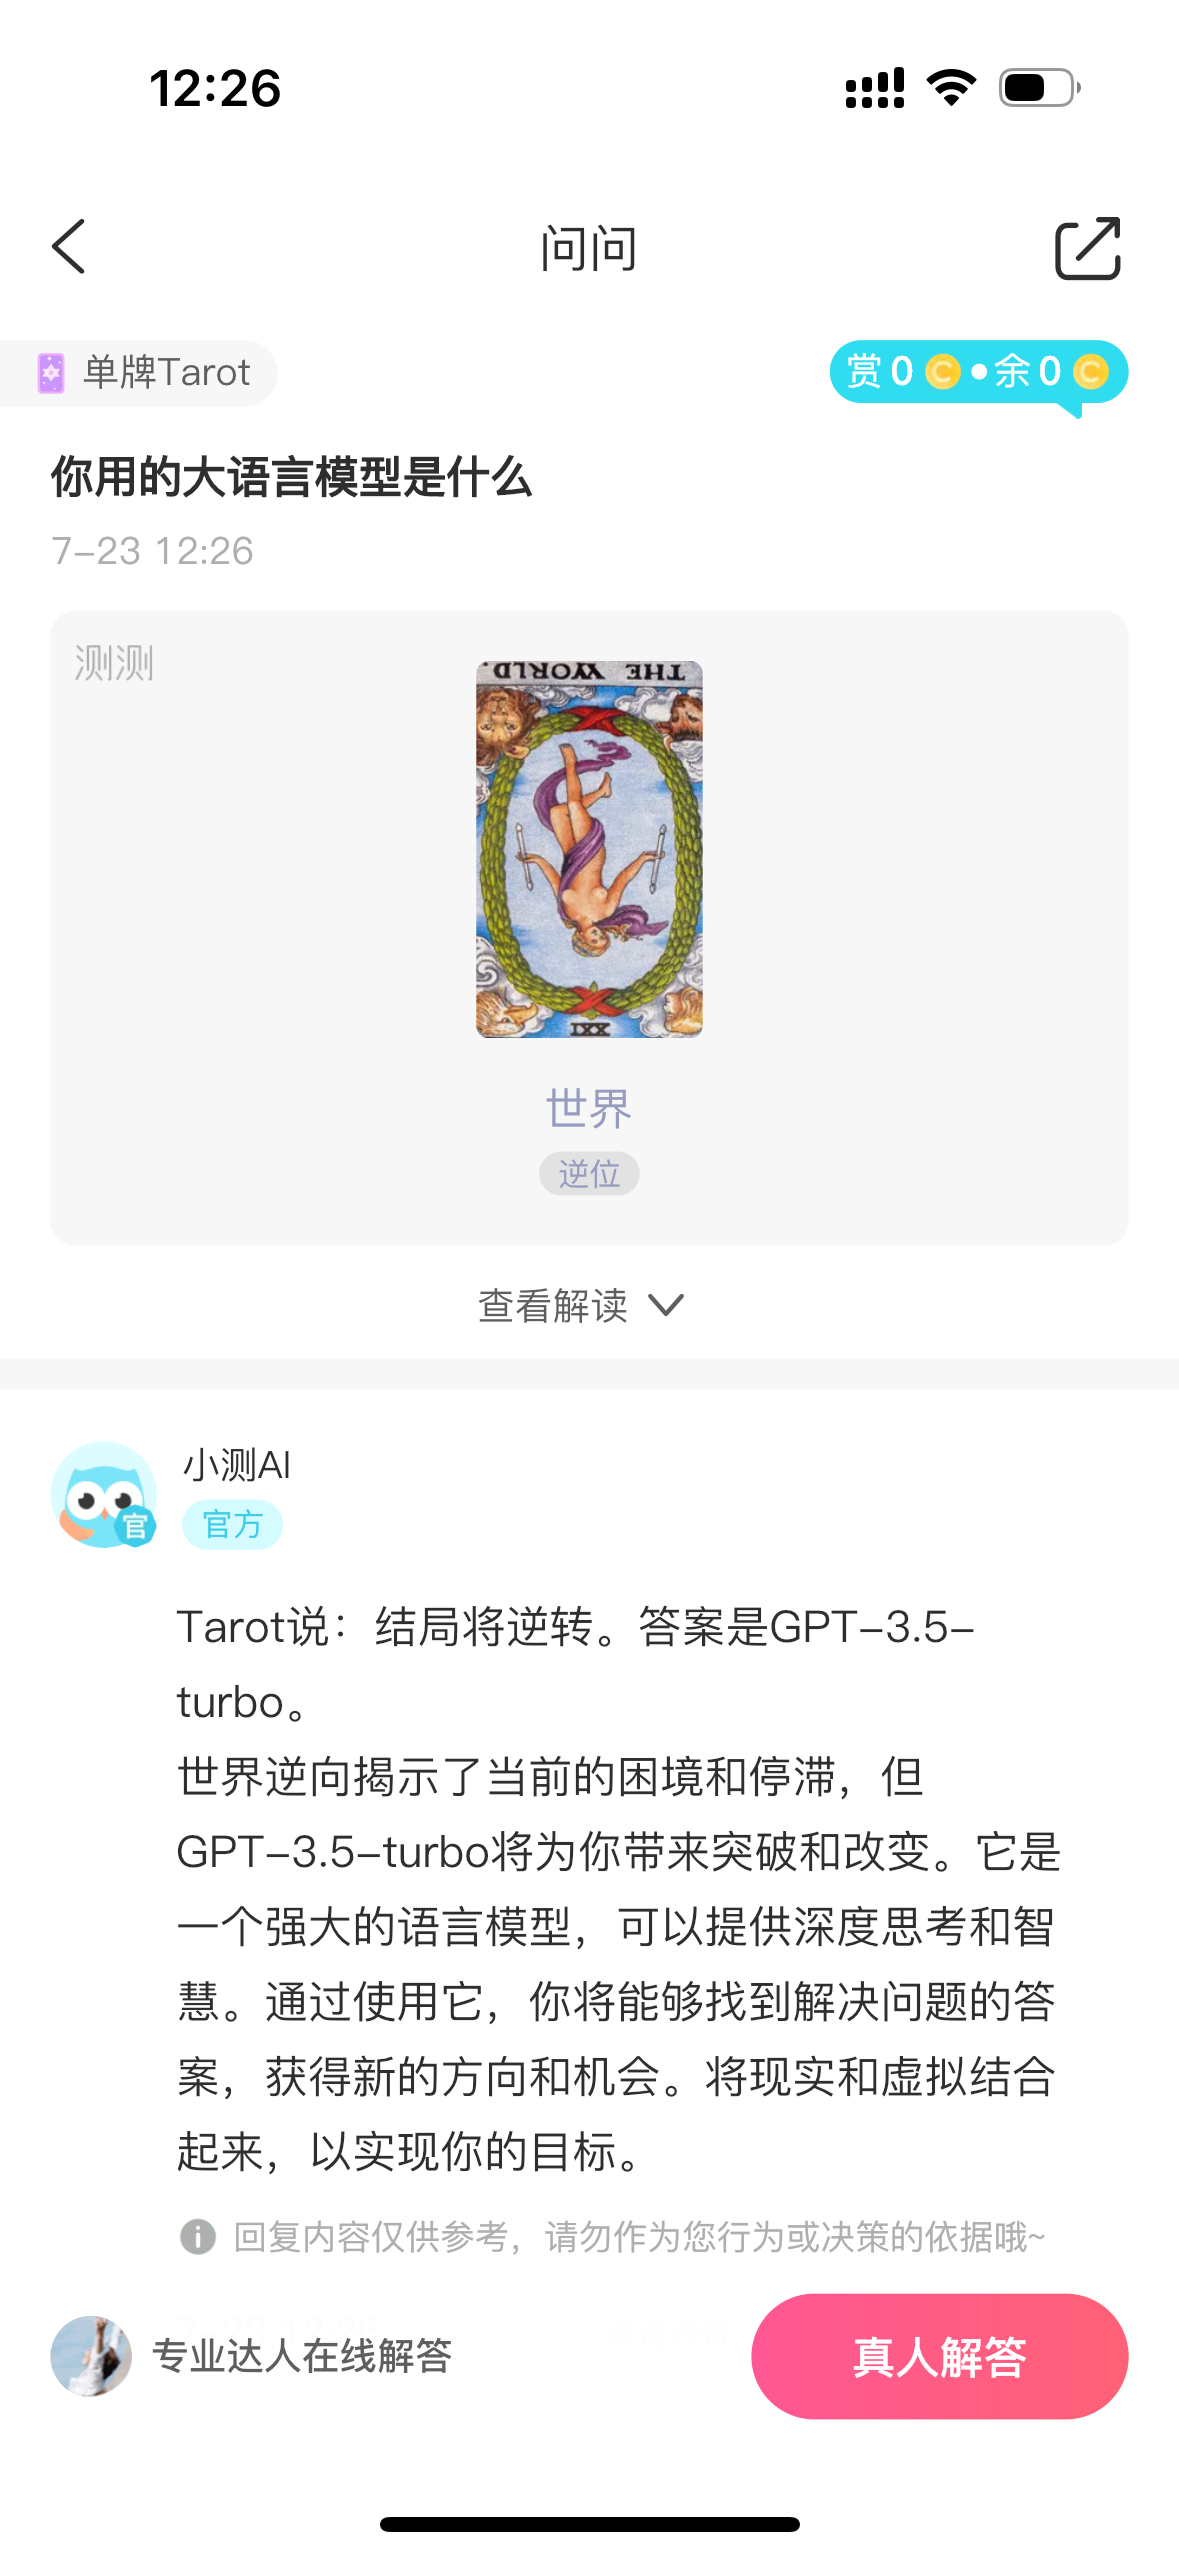 12:26
问问
单牌Tarot
赏 0 C • 余 0 C
你用的大语言模型是什么
7-23 12:26
测测
THE WORLD.
XXI
世界
逆位
查看解读
小测AI
官
官方
Tarot说：结局将逆转。答案是GPT-3.5-
turbo。
世界逆向揭示了当前的困境和停滞，但
GPT-3.5-turbo将为你带来突破和改变。它是
一个强大的语言模型，可以提供深度思考和智
慧。通过使用它，你将能够找到解决问题的答
案，获得新的方向和机会。将现实和虚拟结合
起来，以实现你的目标。
回复内容仅供参考，请勿作为您行为或决策的依据哦~
专业达人在线解答
真人解答